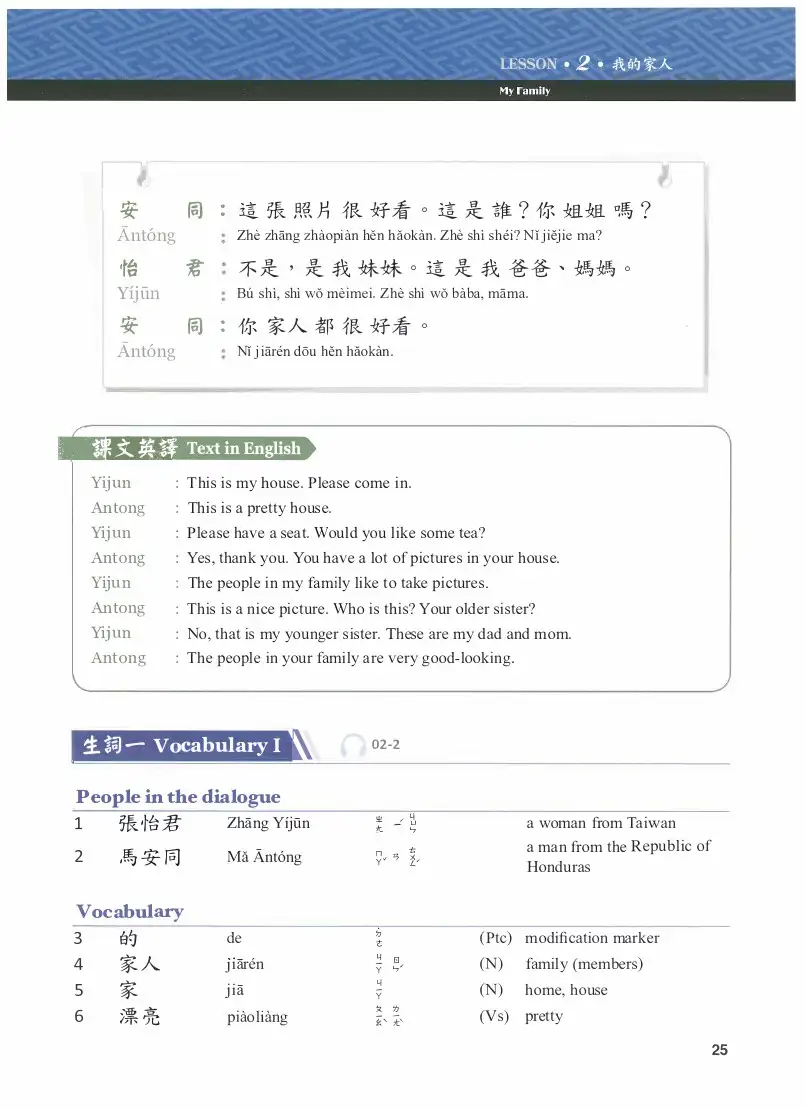 LESSON • 2 • 我的家人
My Family
安同：這張照片很好看。這是誰？你姐姐嗎？
Āntóng : Zhè zhāng zhàopiàn hěn hǎokàn. Zhè shì shéi? Nǐ jiějie ma?
怡君：不是，是我妹妹。這是我爸爸、媽媽。
Yíjūn : Bú shì, shì wǒ mèimei. Zhè shì wǒ bàba, māma.
安同：你家人都很好看。
Āntóng : Nǐ jiārén dōu hěn hǎokàn.
課文英譯 Text in English
Yijun : This is my house. Please come in.
Antong : This is a pretty house.
Yijun : Please have a seat. Would you like some tea?
Antong : Yes, thank you. You have a lot of pictures in your house.
Yijun : The people in my family like to take pictures.
Antong : This is a nice picture. Who is this? Your older sister?
Yijun : No, that is my younger sister. These are my dad and mom.
Antong : The people in your family are very good-looking.
生詞一 Vocabulary I 02-2
People in the dialogue
1 張怡君 Zhāng Yíjūn ㄓㄤ ㄧˊ ㄐㄩㄣ a woman from Taiwan
2 馬安同 Mǎ Āntóng ㄇㄚˇ ㄢ ㄊㄨㄥˊ a man from the Republic of
Honduras
Vocabulary
3 的 de ˙ㄉㄜ (Ptc) modification marker
4 家人 jiārén ㄐㄧㄚ ㄖㄣˊ (N) family (members)
5 家 jiā ㄐㄧㄚ (N) home, house
6 漂亮 piàoliàng ㄆㄧㄠˋ ㄌㄧㄤˋ (Vs) pretty
25